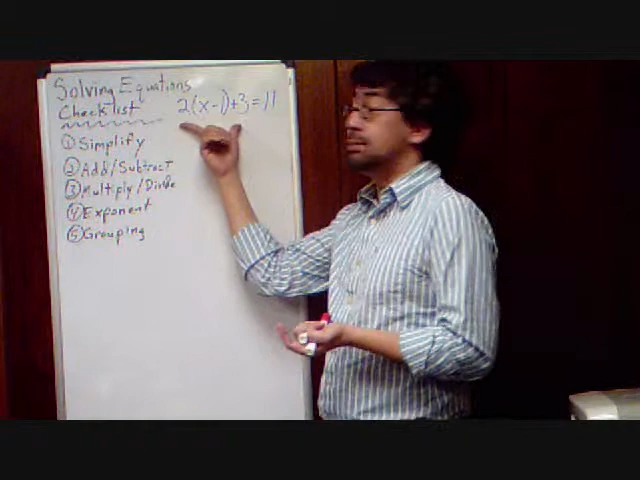 Solving Equations
Checklist
2(x-1)+3=11
① Simplify
② Add/Subtract
③ Multiply/Divide
④ Exponent
⑤ Grouping